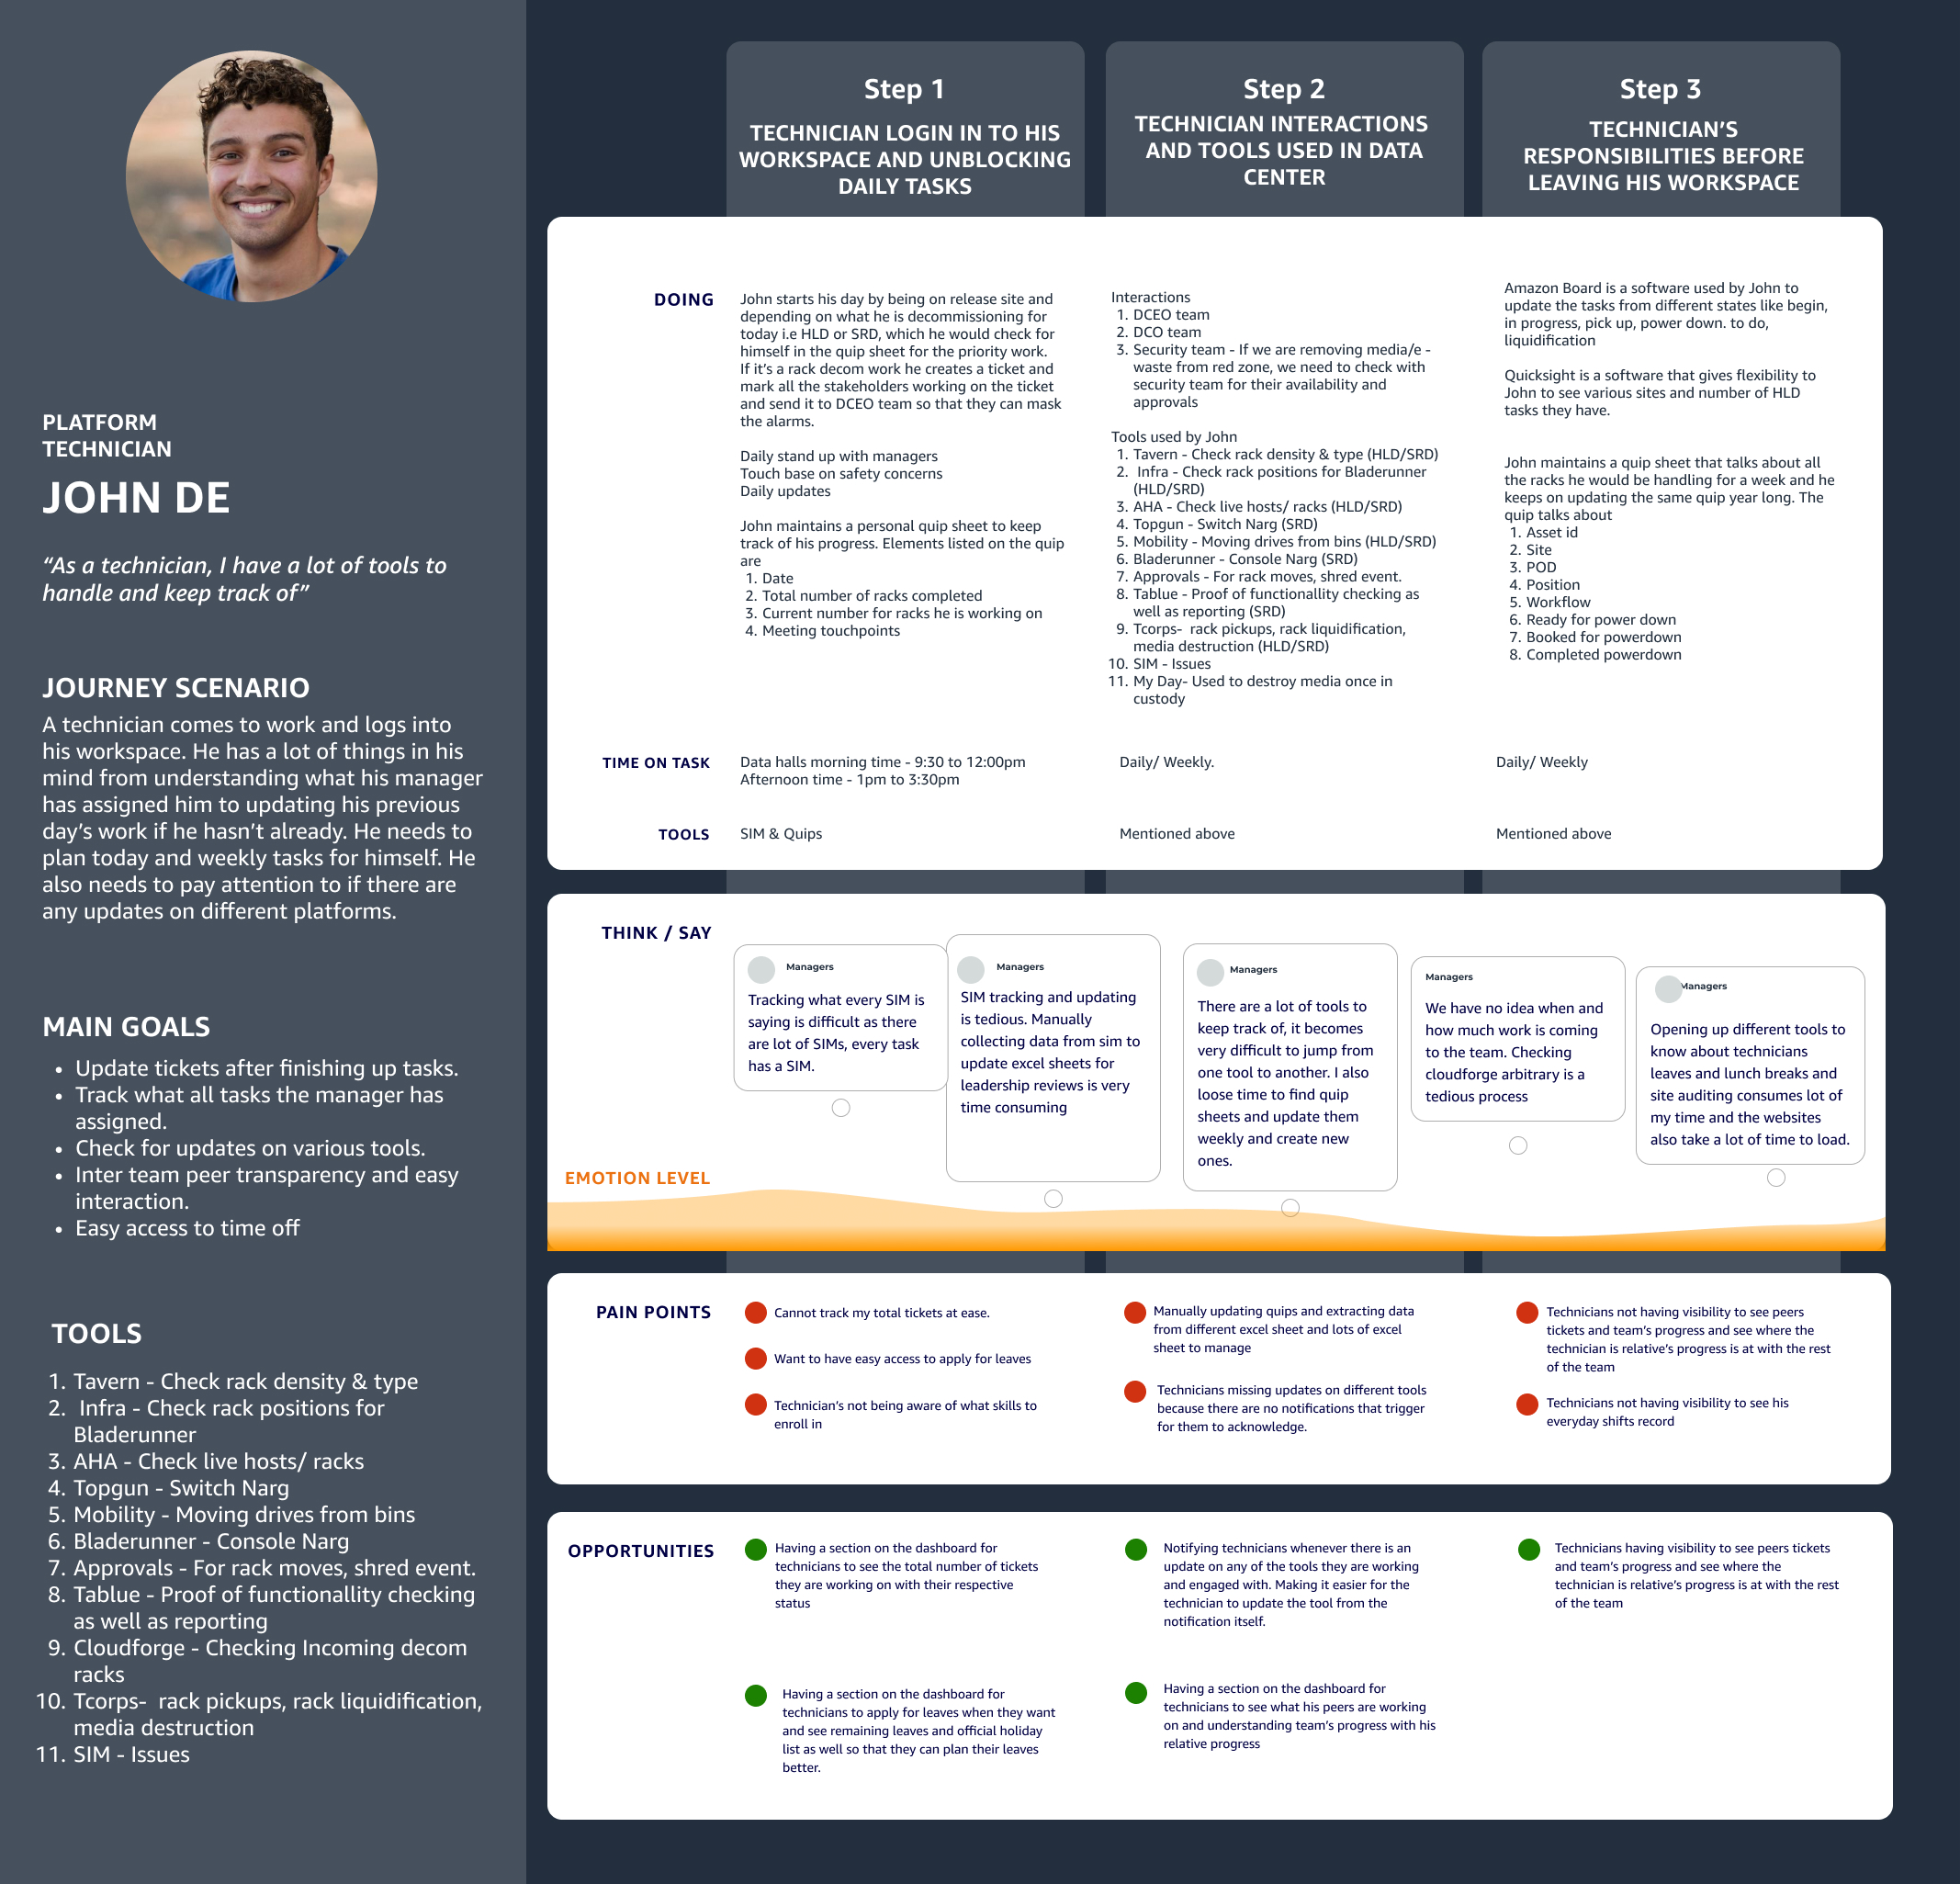 PLATFORM
TECHNICIAN
JOHN DE
“As a technician, I have a lot of tools to
handle and keep track of”
JOURNEY SCENARIO
A technician comes to work and logs into
his workspace. He has a lot of things in his
mind from understanding what his manager
has assigned him to updating his previous
day’s work if he hasn’t already. He needs to
plan today and weekly tasks for himself. He
also needs to pay attention to if there are
any updates on different platforms.
MAIN GOALS
• Update tickets after finishing up tasks.
• Track what all tasks the manager has
assigned.
• Check for updates on various tools.
• Inter team peer transparency and easy
interaction.
• Easy access to time off
TOOLS
1. Tavern - Check rack density & type
2. Infra - Check rack positions for
Bladerunner
3. AHA - Check live hosts/ racks
4. Topgun - Switch Narg
5. Mobility - Moving drives from bins
6. Bladerunner - Console Narg
7. Approvals - For rack moves, shred event.
8. Tablue - Proof of functionallity checking
as well as reporting
9. Cloudforge - Checking Incoming decom
racks
10. Tcorps- rack pickups, rack liquidification,
media destruction
11. SIM - Issues
Step 1
TECHNICIAN LOGIN IN TO HIS
WORKSPACE AND UNBLOCKING
DAILY TASKS
Step 2
TECHNICIAN INTERACTIONS
AND TOOLS USED IN DATA
CENTER
Step 3
TECHNICIAN’S
RESPONSIBILITIES BEFORE
LEAVING HIS WORKSPACE
DOING
John starts his day by being on release site and
depending on what he is decommissioning for
today i.e HLD or SRD, which he would check for
himself in the quip sheet for the priority work.
If it’s a rack decom work he creates a ticket and
mark all the stakeholders working on the ticket
and send it to DCEO team so that they can mask
the alarms.
Daily stand up with managers
Touch base on safety concerns
Daily updates
John maintains a personal quip sheet to keep
track of his progress. Elements listed on the quip
are
1. Date
2. Total number of racks completed
3. Current number for racks he is working on
4. Meeting touchpoints
Interactions
1. DCEO team
2. DCO team
3. Security team - If we are removing media/e -
waste from red zone, we need to check with
security team for their availability and
approvals
Tools used by John
1. Tavern - Check rack density & type (HLD/SRD)
2. Infra - Check rack positions for Bladerunner
(HLD/SRD)
3. AHA - Check live hosts/ racks (HLD/SRD)
4. Topgun - Switch Narg (SRD)
5. Mobility - Moving drives from bins (HLD/SRD)
6. Bladerunner - Console Narg (SRD)
7. Approvals - For rack moves, shred event.
8. Tablue - Proof of functionallity checking as
well as reporting (SRD)
9. Tcorps- rack pickups, rack liquidification,
media destruction (HLD/SRD)
10. SIM - Issues
11. My Day- Used to destroy media once in
custody
Amazon Board is a software used by John to
update the tasks from different states like begin,
in progress, pick up, power down. to do,
liquidification
Quicksight is a software that gives flexibility to
John to see various sites and number of HLD
tasks they have.
John maintains a quip sheet that talks about all
the racks he would be handling for a week and he
keeps on updating the same quip year long. The
quip talks about
1. Asset id
2. Site
3. POD
4. Position
5. Workflow
6. Ready for power down
7. Booked for powerdown
8. Completed powerdown
TIME ON TASK
Data halls morning time - 9:30 to 12:00pm
Afternoon time - 1pm to 3:30pm
Daily/ Weekly.
Daily/ Weekly
TOOLS
SIM & Quips
Mentioned above
Mentioned above
THINK / SAY
Managers
Tracking what every SIM is
saying is difficult as there
are lot of SIMs, every task
has a SIM.
Managers
SIM tracking and updating
is tedious. Manually
collecting data from sim to
update excel sheets for
leadership reviews is very
time consuming
Managers
There are a lot of tools to
keep track of, it becomes
very difficult to jump from
one tool to another. I also
loose time to find quip
sheets and update them
weekly and create new
ones.
Managers
We have no idea when and
how much work is coming
to the team. Checking
cloudforge arbitrary is a
tedious process
Managers
Opening up different tools to
know about technicians
leaves and lunch breaks and
site auditing consumes lot of
my time and the websites
also take a lot of time to load.
EMOTION LEVEL
PAIN POINTS
Cannot track my total tickets at ease.
Want to have easy access to apply for leaves
Technician’s not being aware of what skills to
enroll in
Manually updating quips and extracting data
from different excel sheet and lots of excel
sheet to manage
Technicians missing updates on different tools
because there are no notifications that trigger
for them to acknowledge.
Technicians not having visibility to see peers
tickets and team’s progress and see where the
technician is relative’s progress is at with the rest
of the team
Technicians not having visibility to see his
everyday shifts record
OPPORTUNITIES
Having a section on the dashboard for
technicians to see the total number of tickets
they are working on with their respective
status
Having a section on the dashboard for
technicians to apply for leaves when they want
and see remaining leaves and official holiday
list as well so that they can plan their leaves
better.
Notifying technicians whenever there is an
update on any of the tools they are working
and engaged with. Making it easier for the
technician to update the tool from the
notification itself.
Having a section on the dashboard for
technicians to see what his peers are working
on and understanding team’s progress with his
relative progress
Technicians having visibility to see peers tickets
and team’s progress and see where the
technician is relative’s progress is at with the rest
of the team